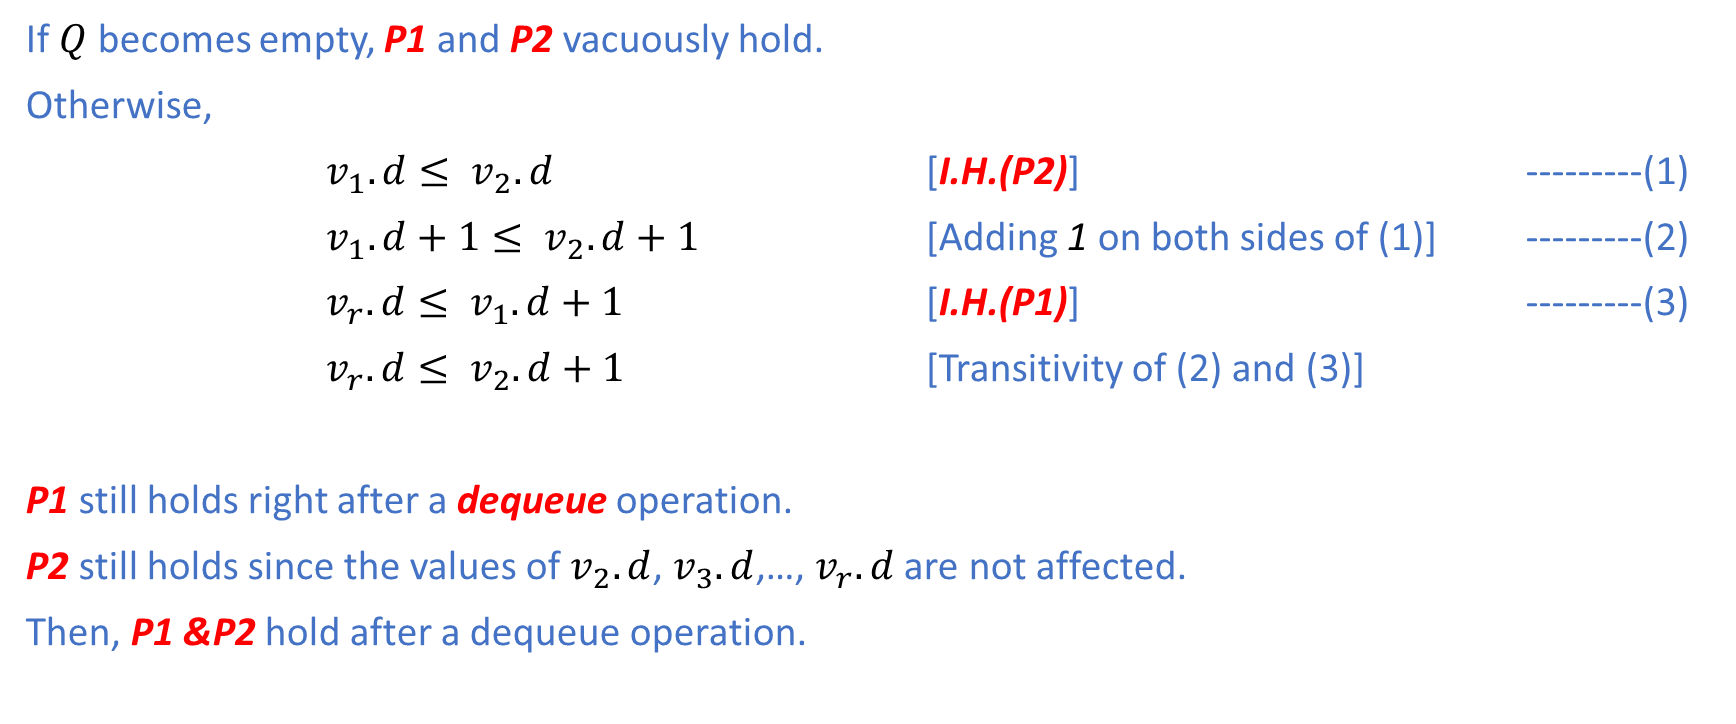 If Q becomes empty, P1 and P2 vacuously hold.
Otherwise,
v₁.d ≤ v₂.d [I.H.(P2)] ---------(1)
v₁.d + 1 ≤ v₂.d + 1 [Adding 1 on both sides of (1)] ---------(2)
vᵣ.d ≤ v₁.d + 1 [I.H.(P1)] ---------(3)
vᵣ.d ≤ v₂.d + 1 [Transitivity of (2) and (3)]
P1 still holds right after a dequeue operation.
P2 still holds since the values of v₂.d, v₃.d,..., vᵣ.d are not affected.
Then, P1 &P2 hold after a dequeue operation.